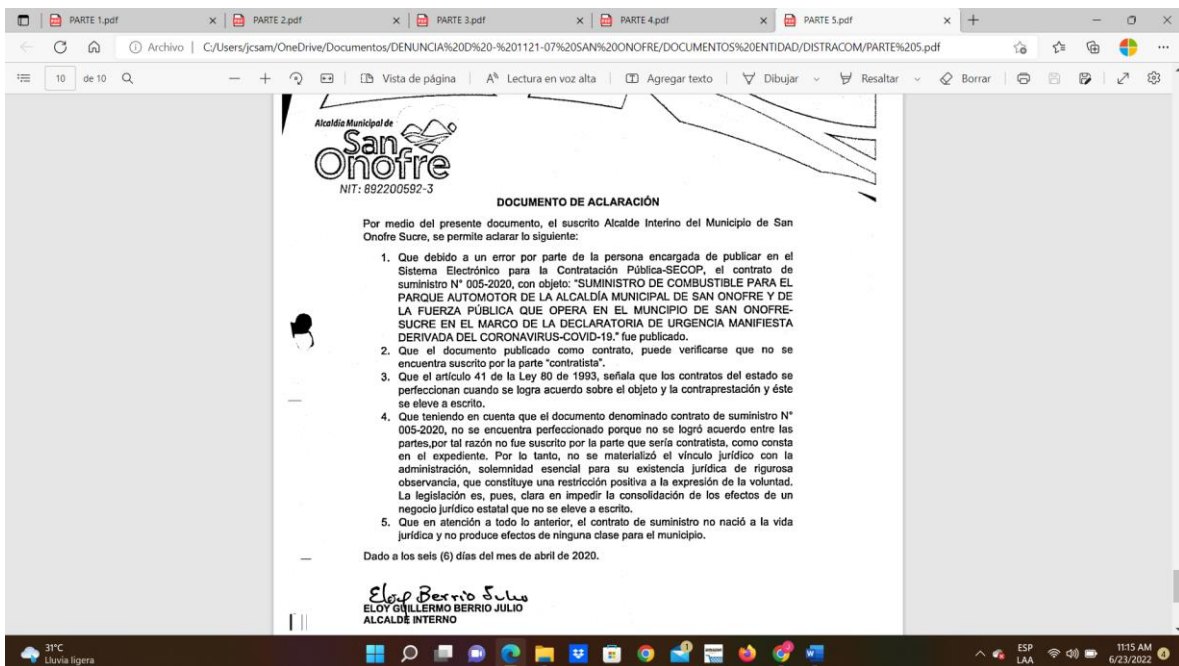 PARTE 1.pdf
PARTE 2.pdf
PARTE 3.pdf
PARTE 4.pdf
PARTE 5.pdf
Archivo | C:/Users/jcsam/OneDrive/Documentos/DENUNCIA%20D%20-%201121-07%20SAN%20ONOFRE/DOCUMENTOS%20ENTIDAD/DISTRACOM/PARTE%205.pdf
10 de 10 Vista de página Lectura en voz alta Agregar texto Dibujar Resaltar Borrar
Alcaldía Municipal de
San
Onofre
NIT: 892200592-3
DOCUMENTO DE ACLARACIÓN
Por medio del presente documento, el suscrito Alcalde Interino del Municipio de San
Onofre Sucre, se permite aclarar lo siguiente:
1. Que debido a un error por parte de la persona encargada de publicar en el
Sistema Electrónico para la Contratación Pública-SECOP, el contrato de
suministro N° 005-2020, con objeto: "SUMINISTRO DE COMBUSTIBLE PARA EL
PARQUE AUTOMOTOR DE LA ALCALDÍA MUNICIPAL DE SAN ONOFRE Y DE
LA FUERZA PÚBLICA QUE OPERA EN EL MUNCIPIO DE SAN ONOFRE-
SUCRE EN EL MARCO DE LA DECLARATORIA DE URGENCIA MANIFIESTA
DERIVADA DEL CORONAVIRUS-COVID-19." fue publicado.
2. Que el documento publicado como contrato, puede verificarse que no se
encuentra suscrito por la parte "contratista".
3. Que el artículo 41 de la Ley 80 de 1993, señala que los contratos del estado se
perfeccionan cuando se logra acuerdo sobre el objeto y la contraprestación y éste
se eleve a escrito.
4. Que teniendo en cuenta que el documento denominado contrato de suministro N°
005-2020, no se encuentra perfeccionado porque no se logró acuerdo entre las
partes,por tal razón no fue suscrito por la parte que sería contratista, como consta
en el expediente. Por lo tanto, no se materializó el vínculo jurídico con la
administración, solemnidad esencial para su existencia jurídica de rigurosa
observancia, que constituye una restricción positiva a la expresión de la voluntad.
La legislación es, pues, clara en impedir la consolidación de los efectos de un
negocio jurídico estatal que no se eleve a escrito.
5. Que en atención a todo lo anterior, el contrato de suministro no nació a la vida
jurídica y no produce efectos de ninguna clase para el municipio.
Dado a los seis (6) días del mes de abril de 2020.
Eloy Berrio Julio
ELOY GUILLERMO BERRIO JULIO
ALCALDE INTERNO
31°C
Lluvia ligera
ESP
LAA
11:15 AM
6/23/2022
4